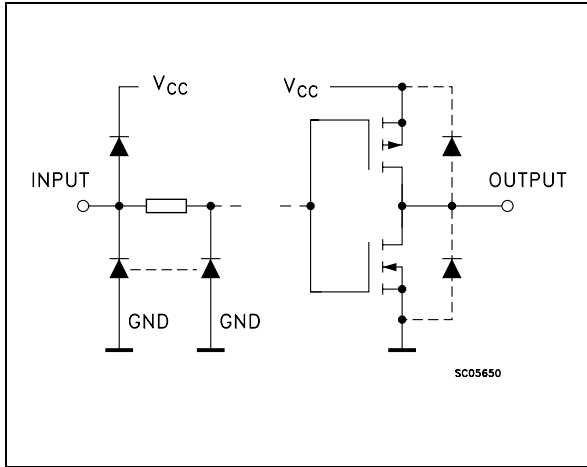 VCC
VCC
INPUT
OUTPUT
GND
GND
SC05650